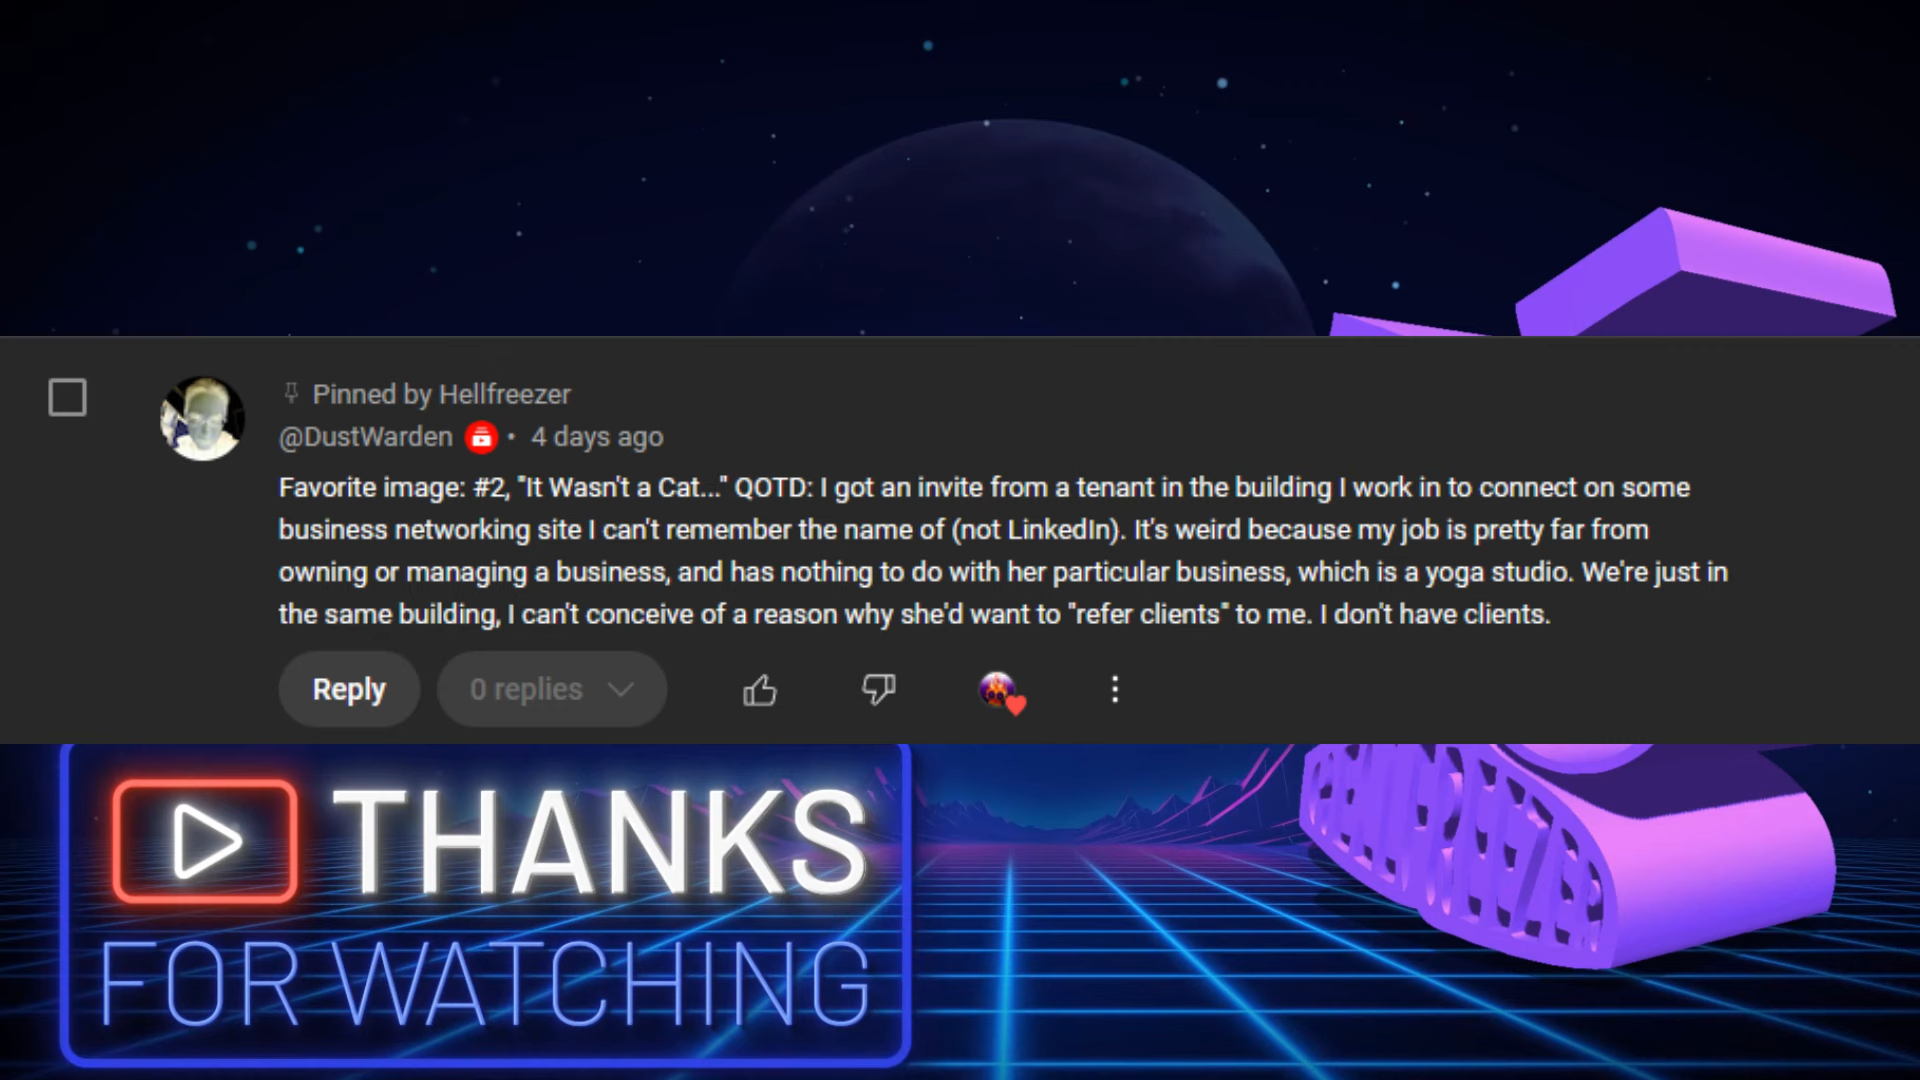 Pinned by Hellfreezer
@DustWarden • 4 days ago
Favorite image: #2, "It Wasn't a Cat..." QOTD: I got an invite from a tenant in the building I work in to connect on some
business networking site I can't remember the name of (not LinkedIn). It's weird because my job is pretty far from
owning or managing a business, and has nothing to do with her particular business, which is a yoga studio. We're just in
the same building, I can't conceive of a reason why she'd want to "refer clients" to me. I don't have clients.
Reply
0 replies
THANKS
FOR WATCHING